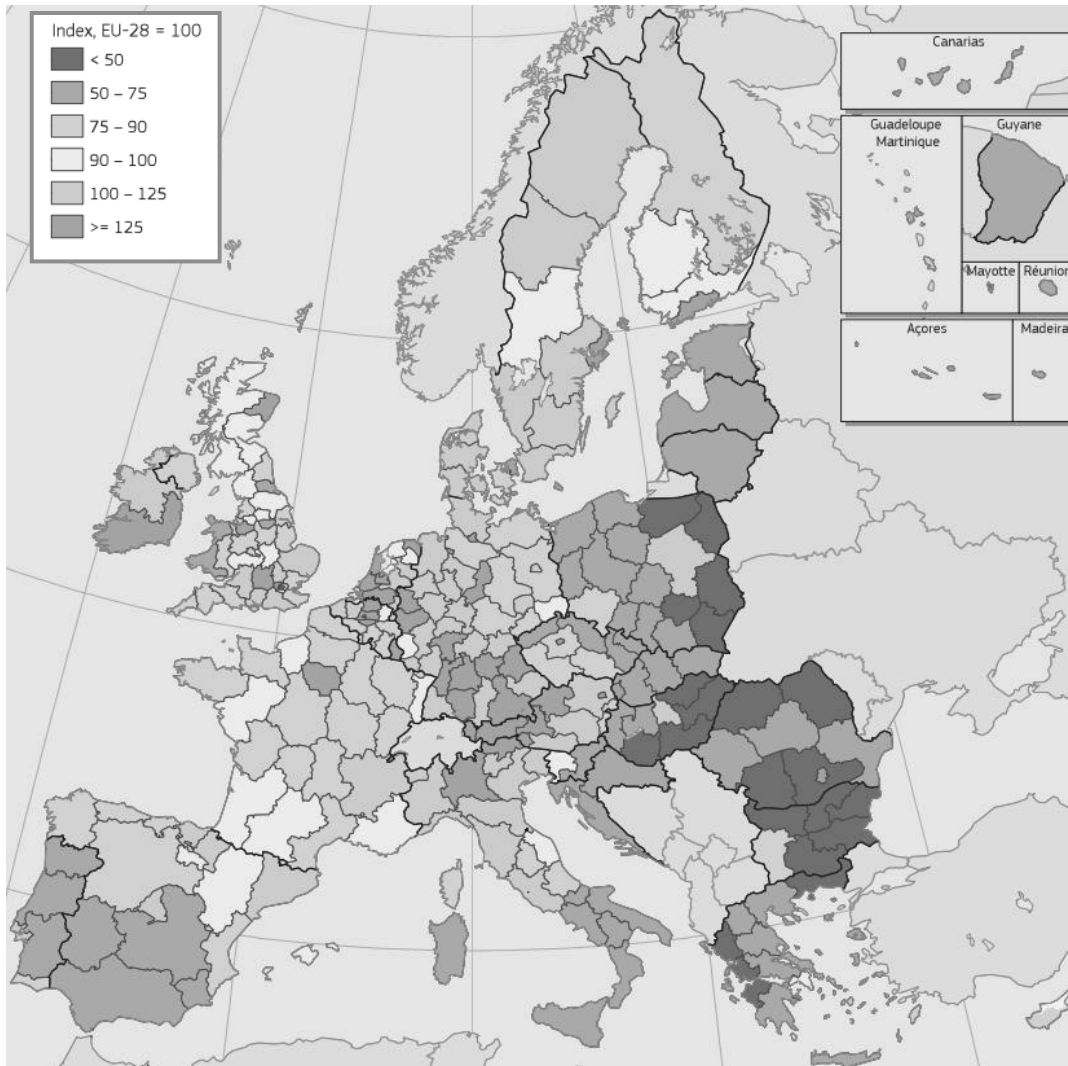 Index, EU-28 = 100
< 50
50 – 75
75 – 90
90 – 100
100 – 125
>= 125
Canarias
Guadeloupe
Martinique
Guyane
Mayotte
Réunion
Açores
Madeira